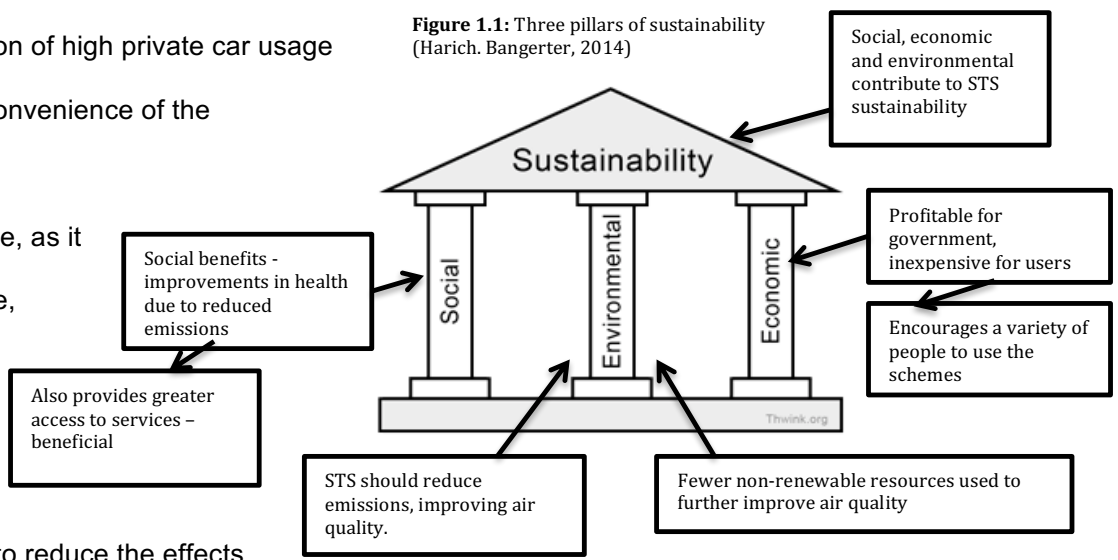 on of high private car usage
onvenience of the
e, as it
e,
to reduce the effects
Figure 1.1: Three pillars of sustainability
(Harich. Bangerter, 2014)
Social, economic
and environmental
contribute to STS
sustainability
Sustainability
Social
Environmental
Economic
Thwink.org
Profitable for
government,
inexpensive for users
Encourages a variety of
people to use the
schemes
Social benefits -
improvements in health
due to reduced
emissions
Also provides greater
access to services –
beneficial
STS should reduce
emissions, improving air
quality.
Fewer non-renewable resources used to
further improve air quality